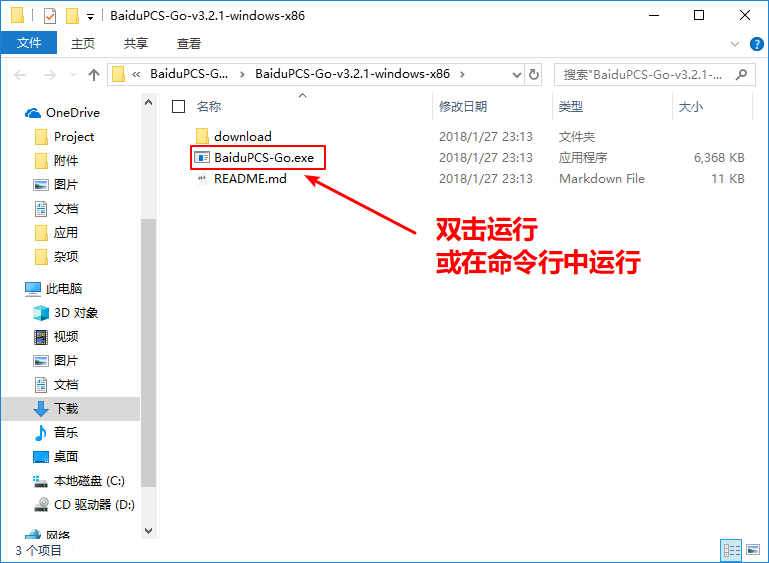 BaiduPCS-Go-v3.2.1-windows-x86
文件 主页 共享 查看
« BaiduPCS-G... › BaiduPCS-Go-v3.2.1-windows-x86 ›
搜索"BaiduPCS-Go-v3.2.1-...
名称 修改日期 类型 大小
download 2018/1/27 23:13 文件夹
BaiduPCS-Go.exe 2018/1/27 23:13 应用程序 6,368 KB
README.md 2018/1/27 23:13 Markdown File 11 KB
双击运行
或在命令行中运行
OneDrive
Project
附件
图片
文档
应用
杂项
此电脑
3D 对象
视频
图片
文档
下载
音乐
桌面
本地磁盘 (C:)
CD 驱动器 (D:)
网络
3 个项目